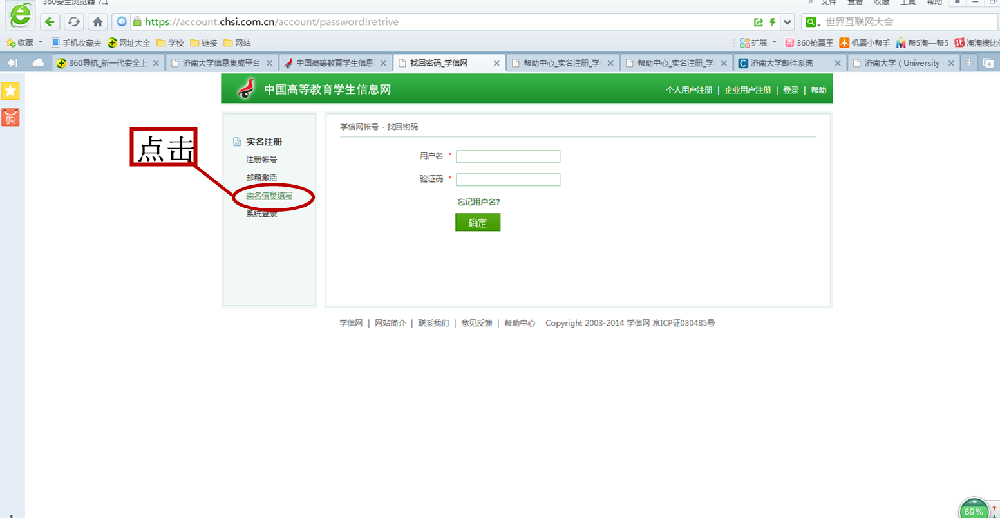 360安全浏览器 7.1
» 文件 查看 收藏 工具 帮助
https://account.chsi.com.cn/account/password!retrive
世界互联网大会
收藏 手机收藏夹 网址大全 学校 链接 网站
扩展 360抢票王 机票小帮手 帮5淘—帮5 淘淘搜比
360导航_新一代安全上 济南大学信息集成平台 中国高等教育学生信息 找回密码_学信网 帮助中心_实名注册_学 帮助中心_实名注册_学 济南大学邮件系统 济南大学 ( University
购
中国高等教育学生信息网
个人用户注册 | 企业用户注册 | 登录 | 帮助
点击
实名注册
注册帐号
邮箱激活
实名信息填写
系统登录
学信网帐号 - 找回密码
用户名 *
验证码 *
忘记用户名?
确定
学信网 | 网站简介 | 联系我们 | 意见反馈 | 帮助中心 Copyright 2003-2014 学信网 京ICP证030485号
69%